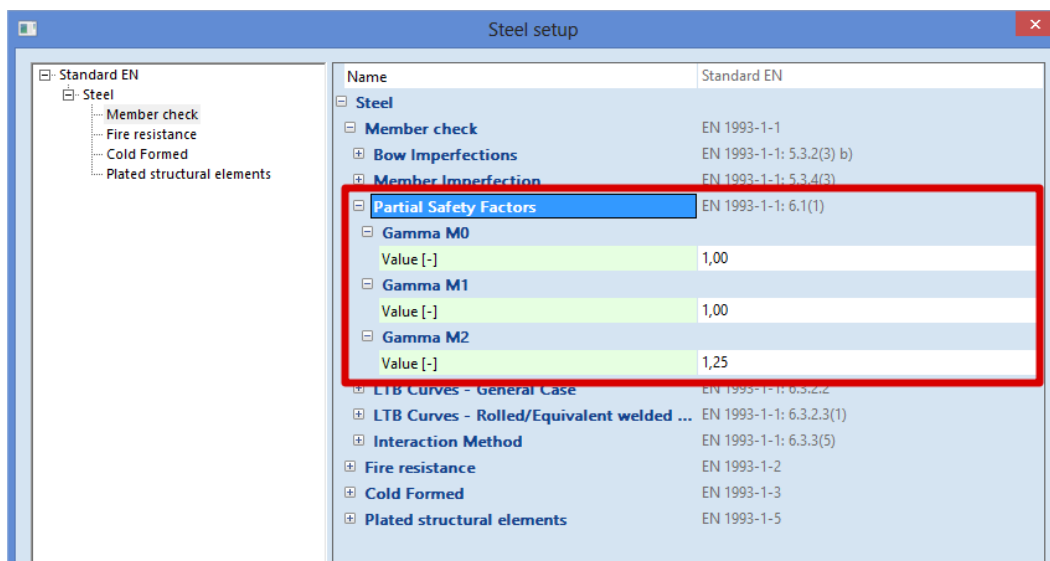 Steel setup
Standard EN
Steel
Member check
Fire resistance
Cold Formed
Plated structural elements
Name Standard EN
Steel
Member check EN 1993-1-1
Bow Imperfections EN 1993-1-1: 5.3.2(3) b)
Member Imperfection EN 1993-1-1: 5.3.4(3)
Partial Safety Factors EN 1993-1-1: 6.1(1)
Gamma M0
Value [-] 1,00
Gamma M1
Value [-] 1,00
Gamma M2
Value [-] 1,25
LTB Curves - General Case EN 1993-1-1: 6.3.2.2
LTB Curves - Rolled/Equivalent welded ... EN 1993-1-1: 6.3.2.3(1)
Interaction Method EN 1993-1-1: 6.3.3(5)
Fire resistance EN 1993-1-2
Cold Formed EN 1993-1-3
Plated structural elements EN 1993-1-5